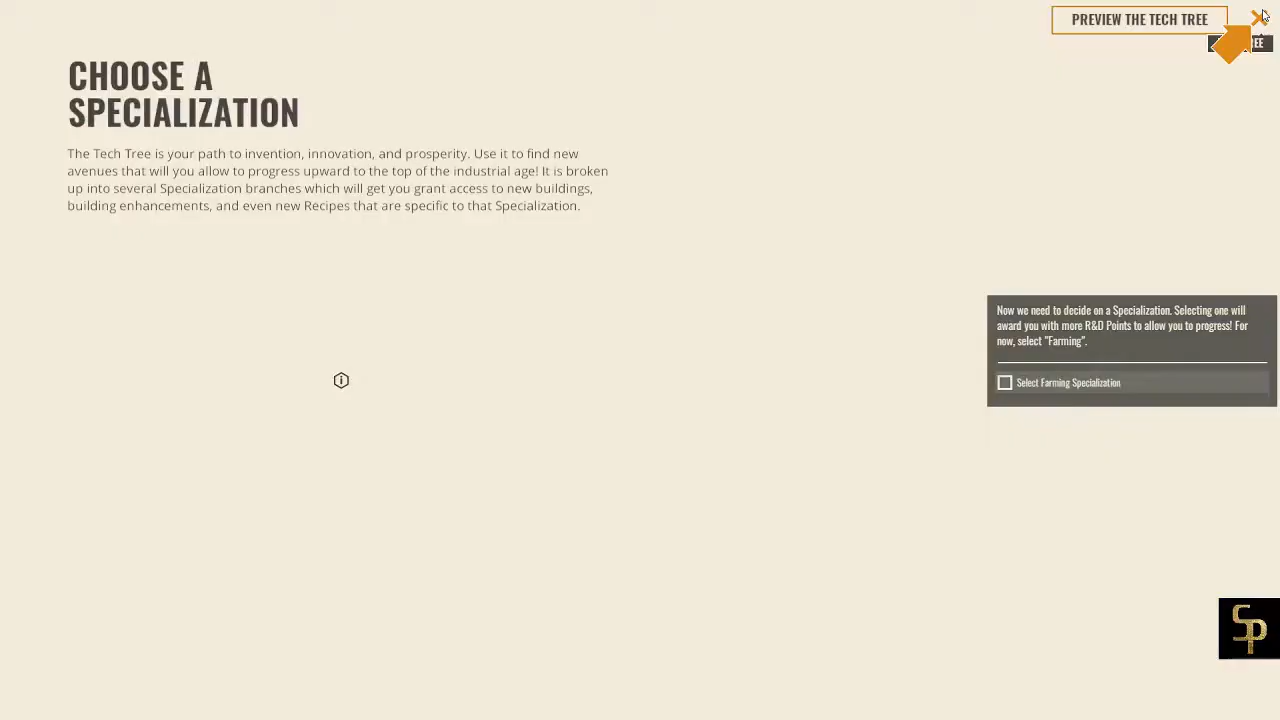 PREVIEW THE TECH TREE
CHOOSE A
SPECIALIZATION
The Tech Tree is your path to invention, innovation, and prosperity. Use it to find new
avenues that will you allow to progress upward to the top of the industrial age! It is broken
up into several Specialization branches which will get you grant access to new buildings,
building enhancements, and even new Recipes that are specific to that Specialization.
Now we need to decide on a Specialization. Selecting one will
award you with more R&D Points to allow you to progress! For
now, select "Farming".
Select Farming Specialization
SP